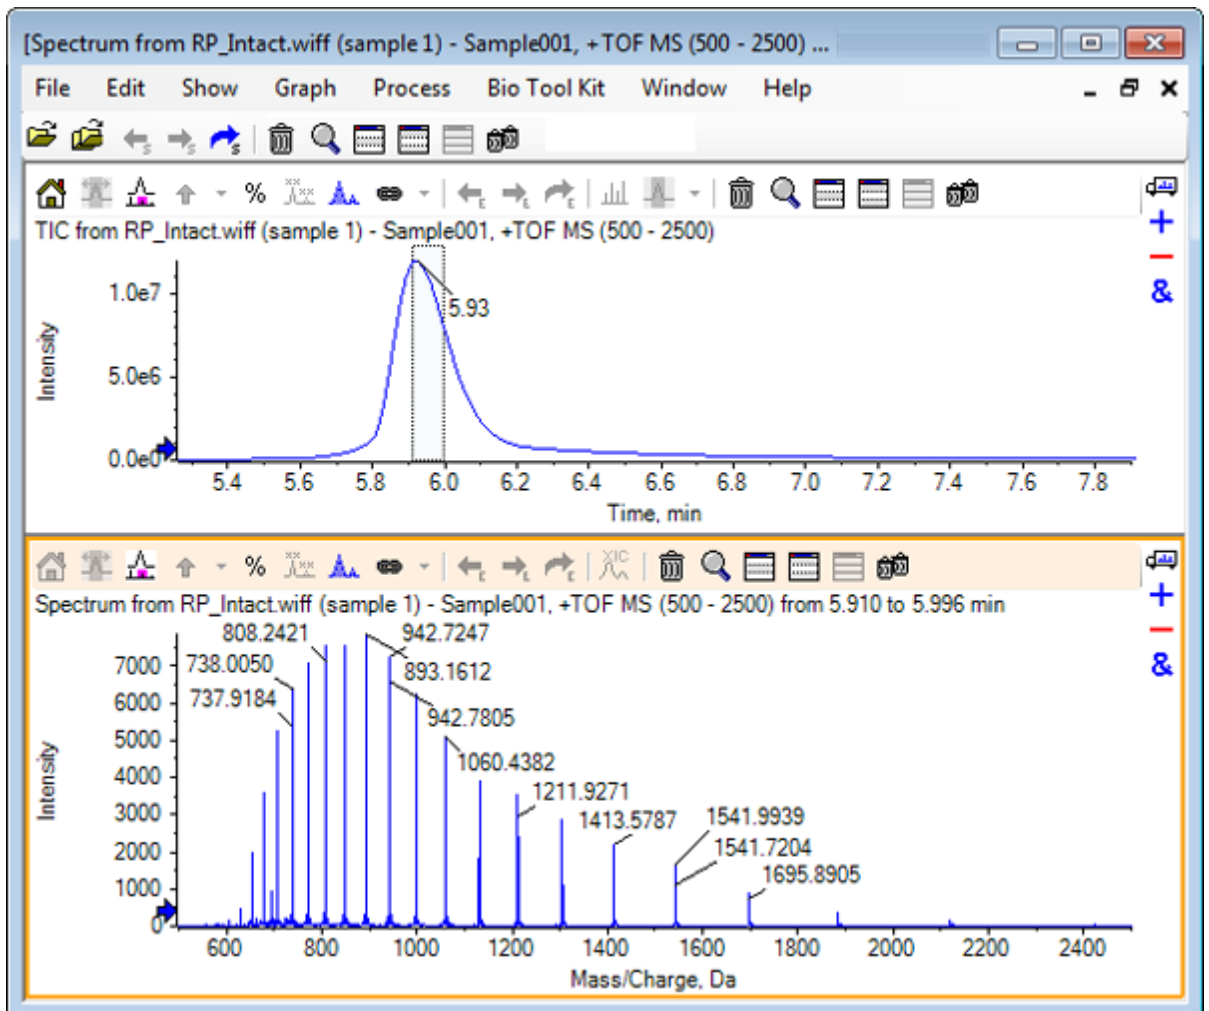 [Spectrum from RP_Intact.wiff (sample 1) - Sample001, +TOF MS (500 - 2500) ...
File Edit Show Graph Process Bio Tool Kit Window Help
TIC from RP_Intact.wiff (sample 1) - Sample001, +TOF MS (500 - 2500)
Intensity
1.0e7
5.0e6
0.0e0
5.93
5.4 5.6 5.8 6.0 6.2 6.4 6.6 6.8 7.0 7.2 7.4 7.6 7.8
Time, min
Spectrum from RP_Intact.wiff (sample 1) - Sample001, +TOF MS (500 - 2500) from 5.910 to 5.996 min
Intensity
7000
6000
5000
4000
3000
2000
1000
0
808.2421
942.7247
738.0050
893.1612
737.9184
942.7805
1060.4382
1211.9271
1413.5787
1541.9939
1541.7204
1695.8905
600 800 1000 1200 1400 1600 1800 2000 2200 2400
Mass/Charge, Da